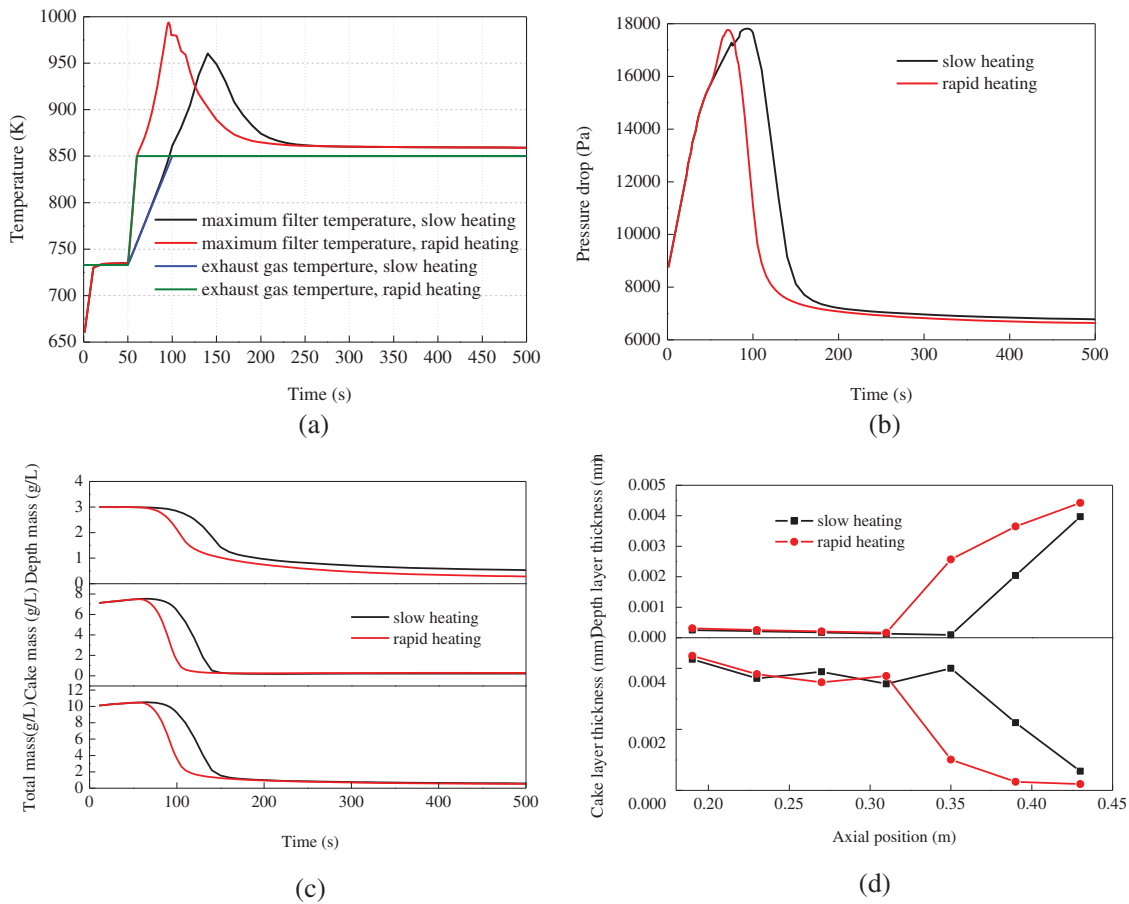 1000
950
900
850
800
750
700
650
Temperature (K)
maximum filter temperature, slow heating
maximum filter temperature, rapid heating
exhaust gas temperture, slow heating
exhaust gas temperture, rapid heating
0 50 100 150 200 250 300 350 400 450 500
Time (s)
(a)
18000
16000
14000
12000
10000
8000
6000
Pressure drop (Pa)
slow heating
rapid heating
0 100 200 300 400 500
Time (s)
(b)
4
3
2
1
0
Depth mass (g/L)
8
6
4
2
0
Cake mass (g/L)
slow heating
rapid heating
12
10
8
6
4
2
0
Total mass(g/L)
0 100 200 300 400 500
Time (s)
(c)
0.005
0.004
0.003
0.002
0.001
0.000
Depth layer thickness (mm)
slow heating
rapid heating
0.004
0.002
0.000
Cake layer thickness (mm)
0.20 0.25 0.30 0.35 0.40 0.45
Axial position (m)
(d)